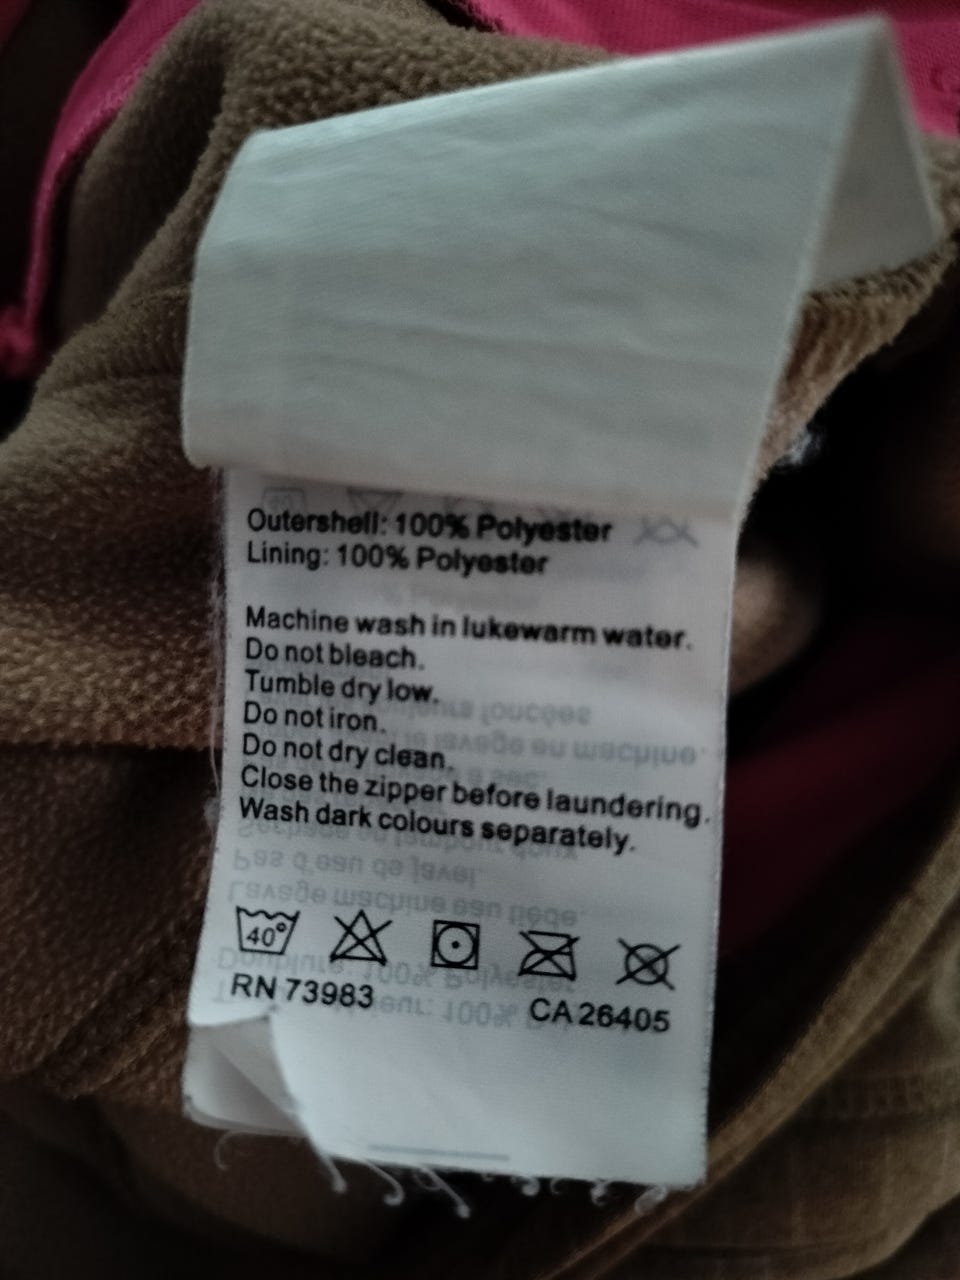 Outershell: 100% Polyester
Lining: 100% Polyester
Machine wash in lukewarm water.
Do not bleach.
Tumble dry low.
Do not iron.
Do not dry clean.
Close the zipper before laundering.
Wash dark colours separately.
40°
RN 73983
CA 26405